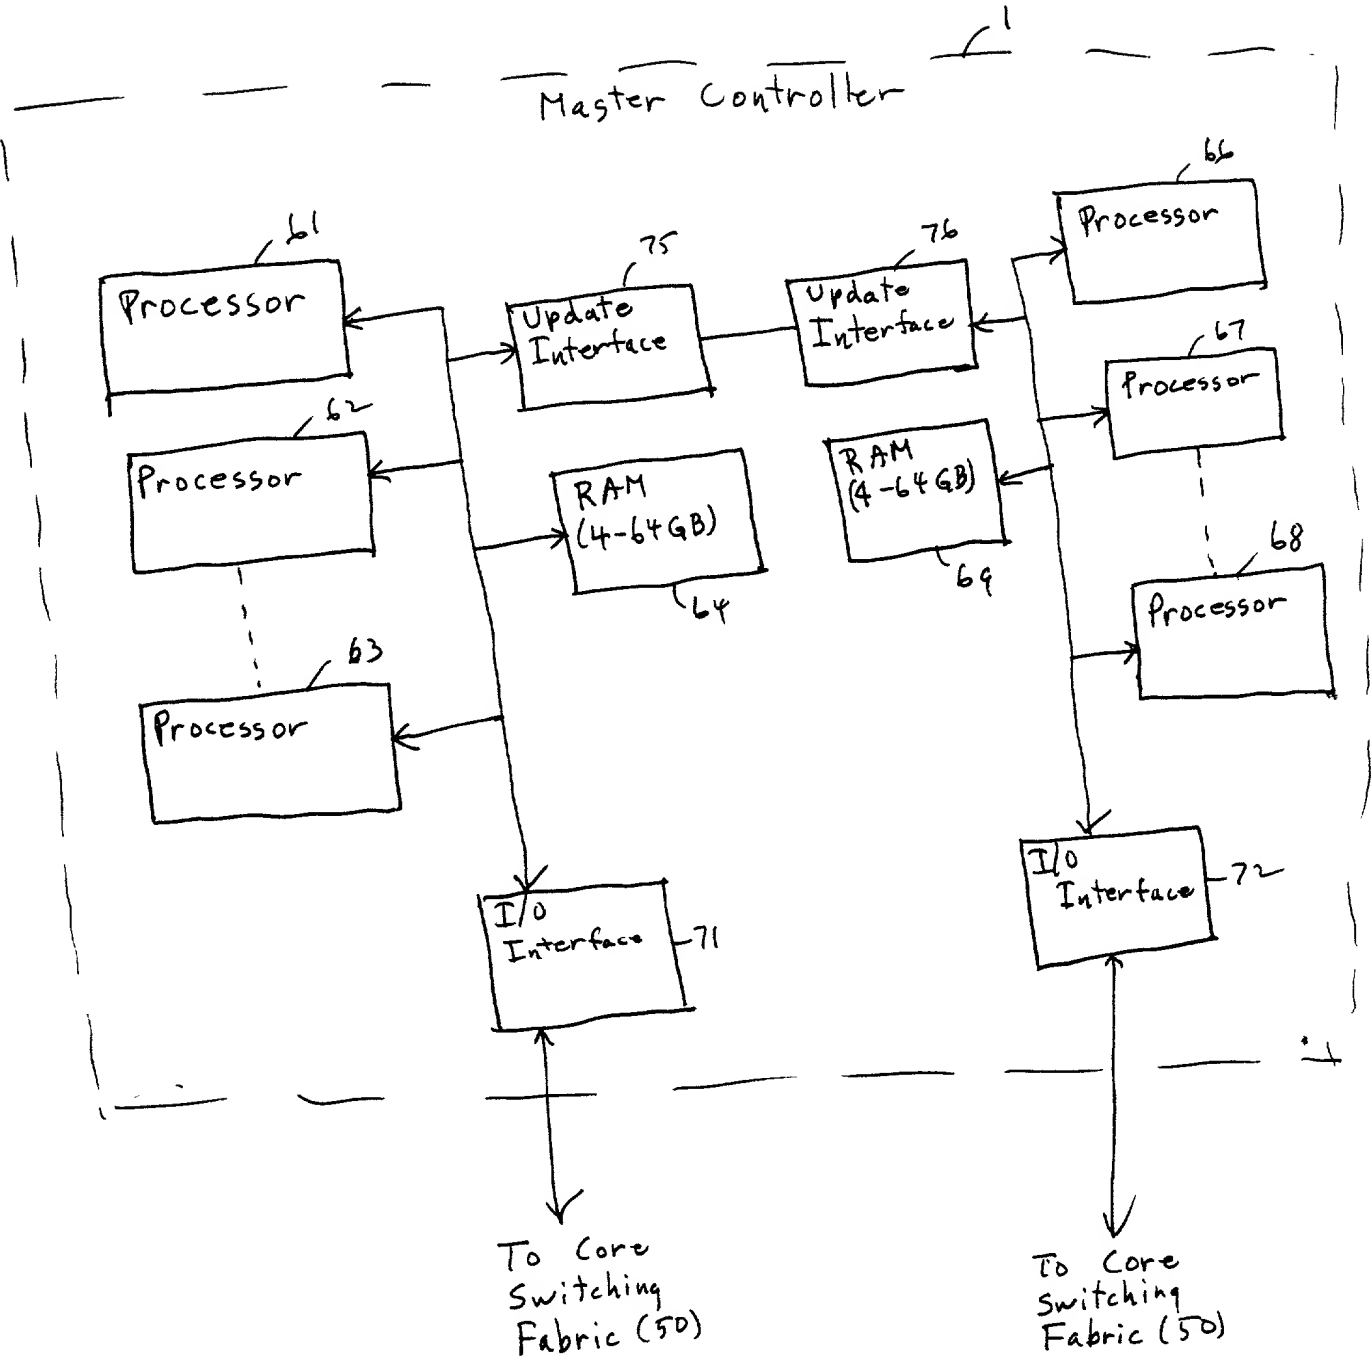 1
Master Controller
66
Processor
61
Processor
75
Update
Interface
76
Update
Interface
67
Processor
62
Processor
RAM
(4-64GB)
64
RAM
(4-64GB)
69
68
Processor
63
Processor
I/O
Interface
71
I/O
Interface
72
To Core
Switching
Fabric (50)
To Core
Switching
Fabric (50)